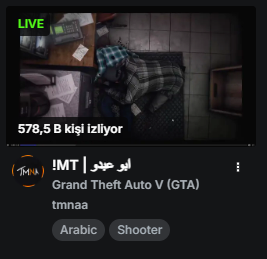 LIVE
578,5 B kişi izliyor
TMNA
!MT | ابو عبدو
Grand Theft Auto V (GTA)
tmnaa
Arabic
Shooter